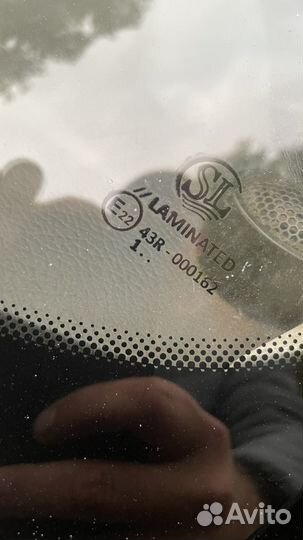 SL
//LAMINATED
E22
43R - 000162
1..
Avito